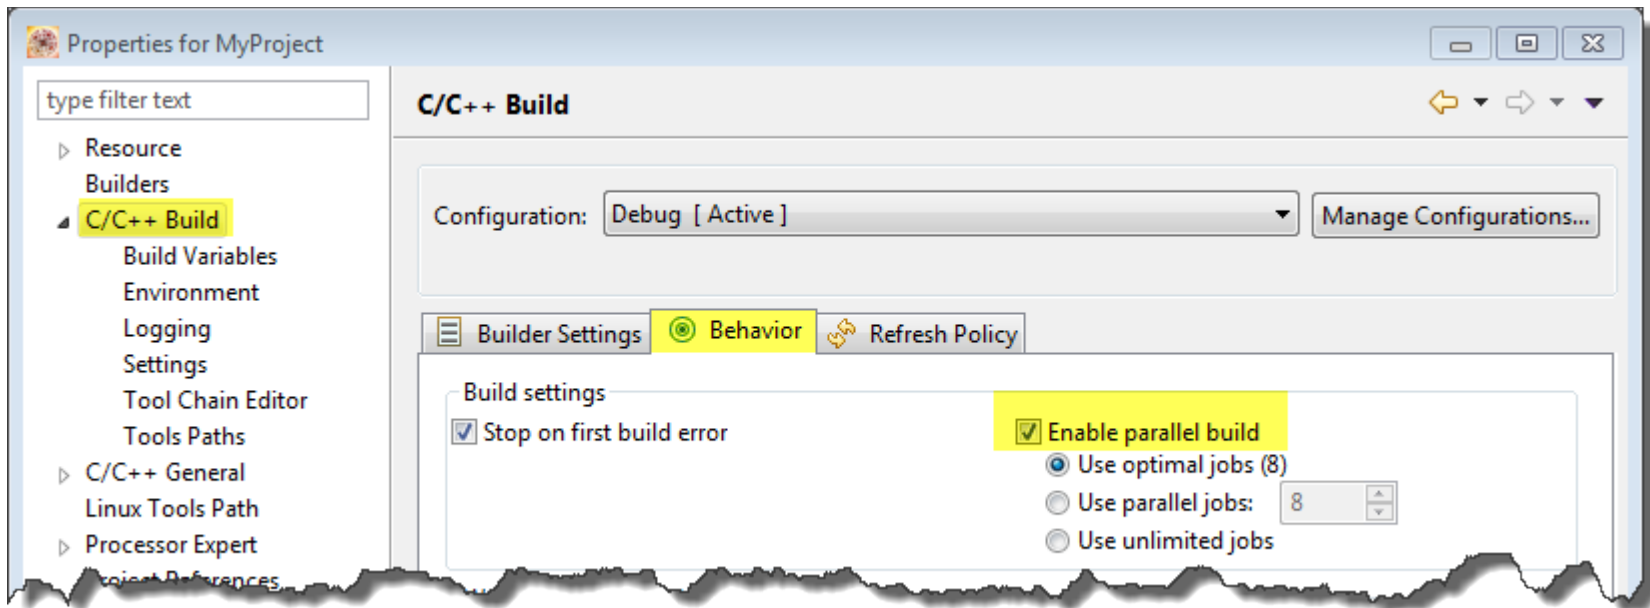 Properties for MyProject
type filter text
Resource
Builders
C/C++ Build
Build Variables
Environment
Logging
Settings
Tool Chain Editor
Tools Paths
C/C++ General
Linux Tools Path
Processor Expert
Project References
C/C++ Build
Configuration: Debug [ Active ] Manage Configurations...
Builder Settings Behavior Refresh Policy
Build settings
Stop on first build error Enable parallel build
Use optimal jobs (8)
Use parallel jobs: 8
Use unlimited jobs